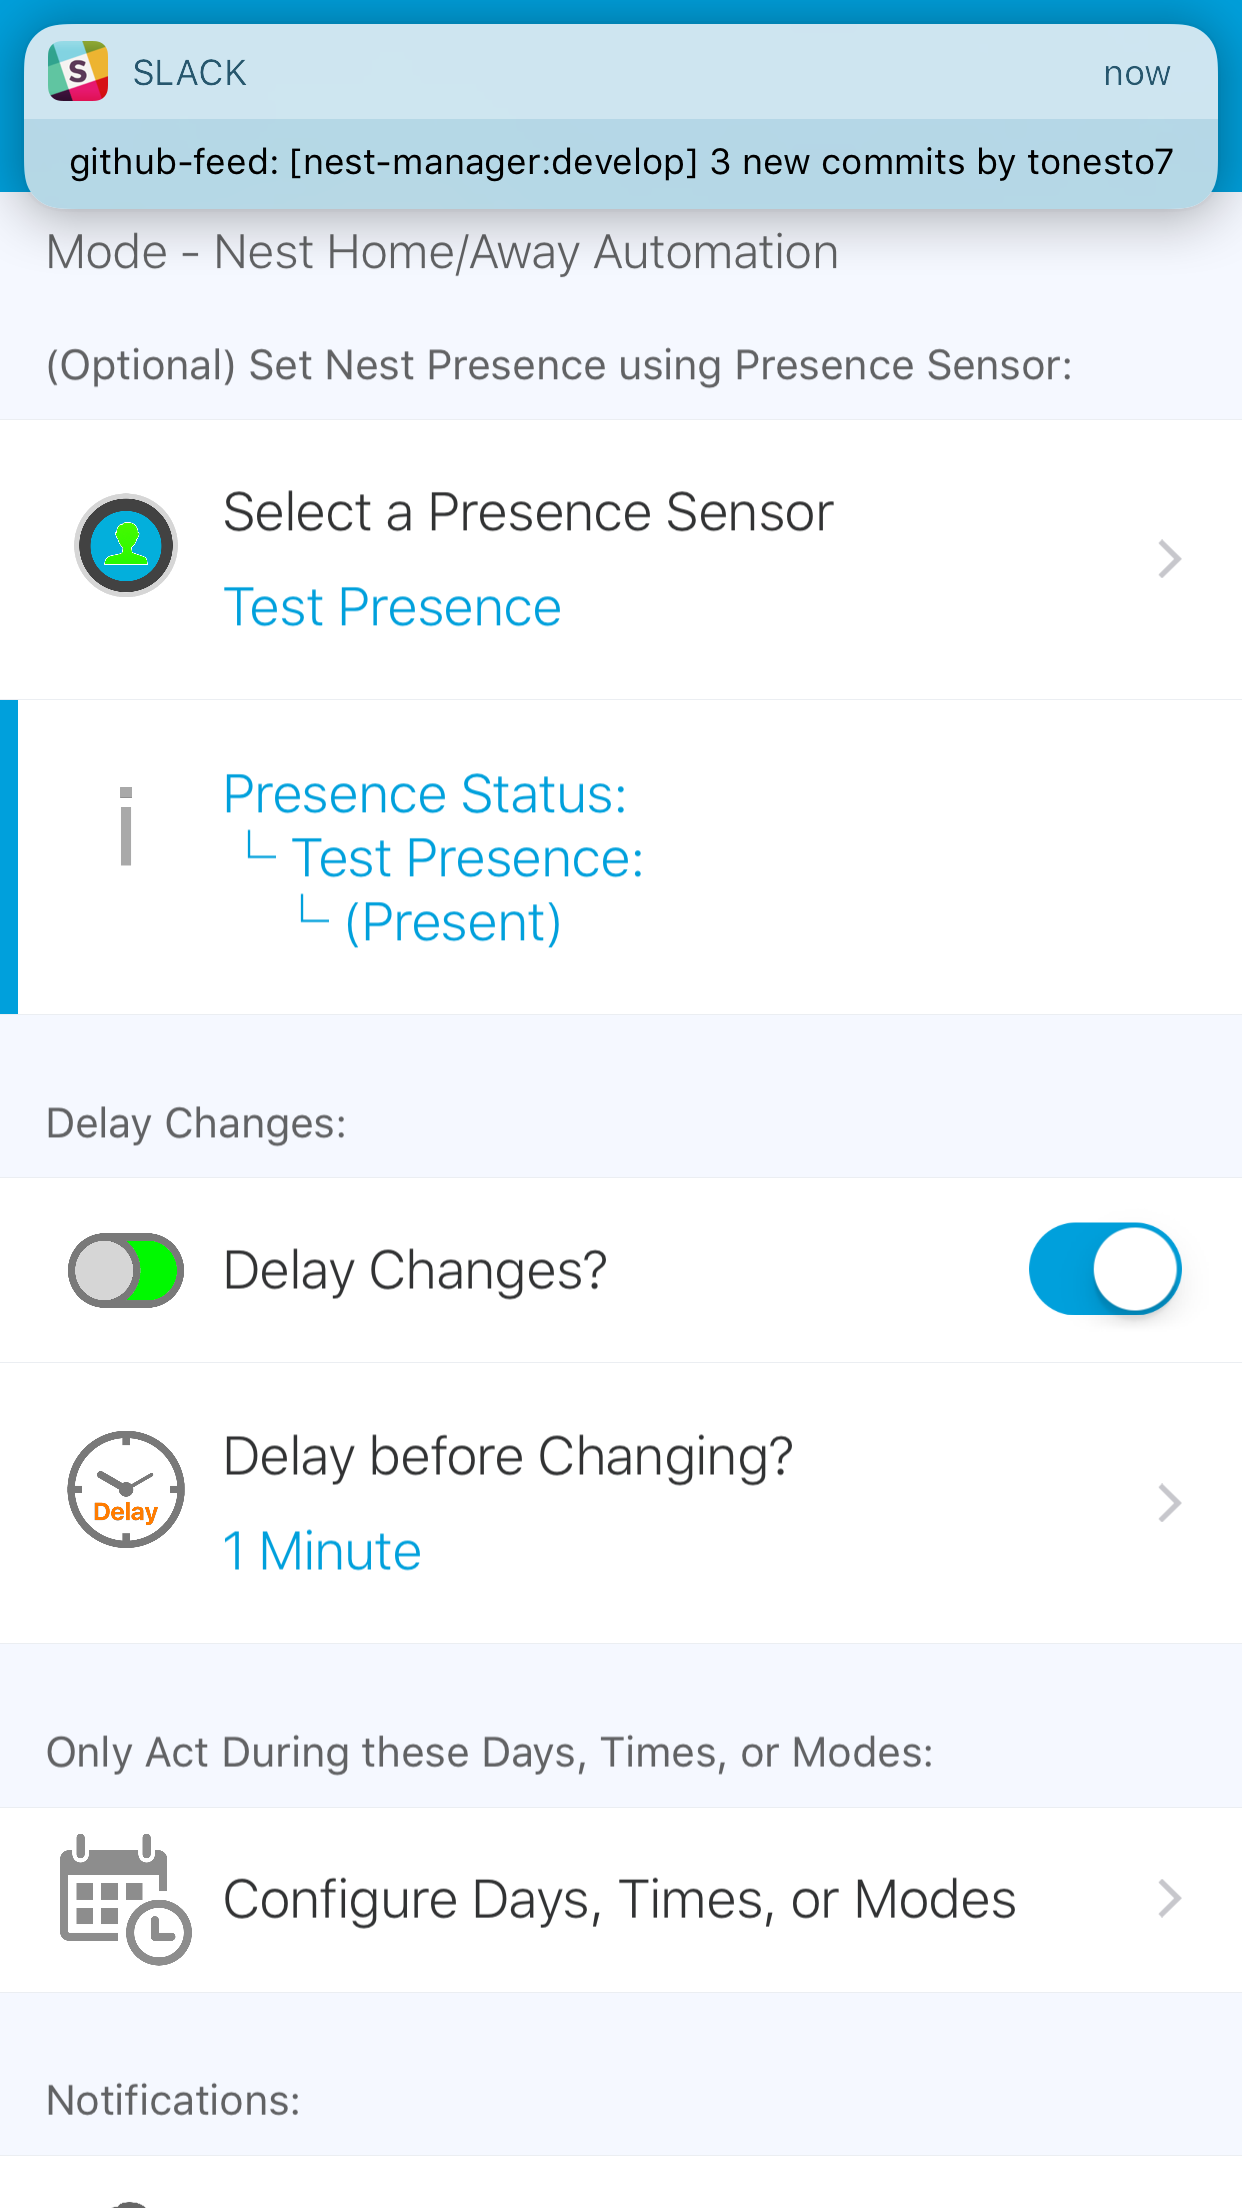 S SLACK now
github-feed: [nest-manager:develop] 3 new commits by tonesto7
Mode - Nest Home/Away Automation
(Optional) Set Nest Presence using Presence Sensor:
Select a Presence Sensor
Test Presence
i
Presence Status:
└ Test Presence:
└ (Present)
Delay Changes:
Delay Changes?
Delay before Changing?
Delay
1 Minute
Only Act During these Days, Times, or Modes:
Configure Days, Times, or Modes
Notifications: